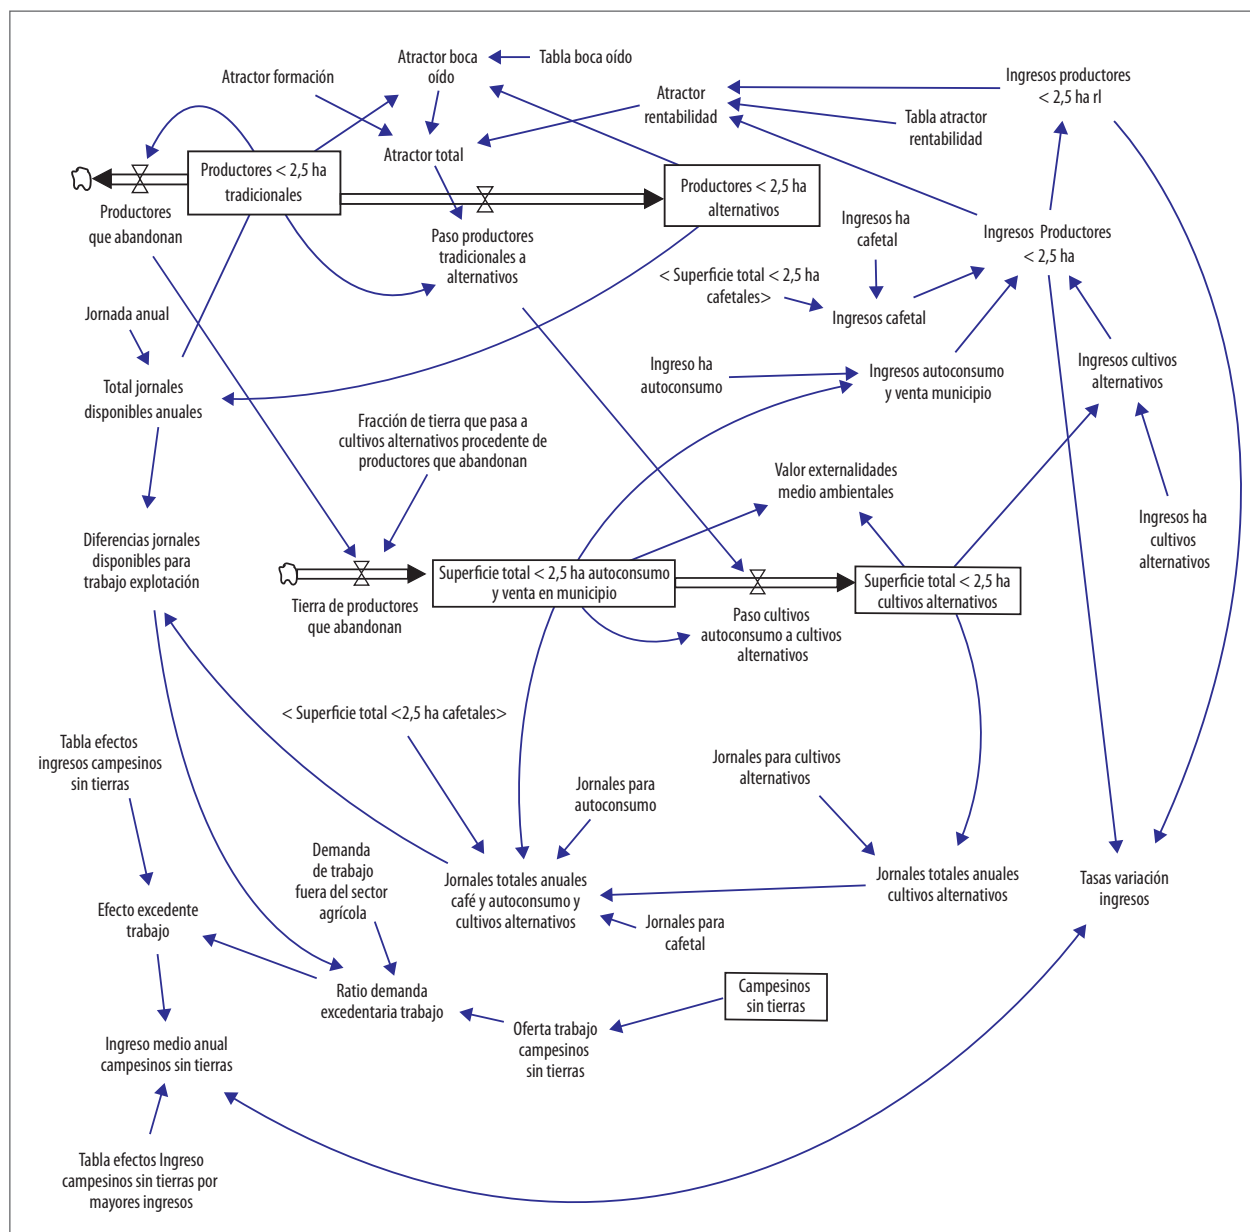 Atractor formación
Atractor boca
oído
Tabla boca oído
Atractor
rentabilidad
Ingresos productores
< 2,5 ha rl
Tabla atractor
rentabilidad
Atractor total
Productores < 2,5 ha
tradicionales
Productores < 2,5 ha
alternativos
Productores
que abandonan
Paso productores
tradicionales a
alternativos
Ingresos ha
cafetal
Ingresos Productores
< 2,5 ha
< Superficie total < 2,5 ha
cafetales>
Ingresos cafetal
Jornada anual
Total jornales
disponibles anuales
Ingreso ha
autoconsumo
Ingresos autoconsumo
y venta municipio
Ingresos cultivos
alternativos
Fracción de tierra que pasa a
cultivos alternativos procedente de
productores que abandonan
Valor externalidades
medio ambientales
Ingresos ha
cultivos
alternativos
Diferencias jornales
disponibles para
trabajo explotación
Tierra de productores
que abandonan
Superficie total < 2,5 ha autoconsumo
y venta en municipio
Paso cultivos
autoconsumo a cultivos
alternativos
Superficie total < 2,5 ha
cultivos alternativos
< Superficie total <2,5 ha cafetales>
Tabla efectos
ingresos campesinos
sin tierras
Jornales para
autoconsumo
Jornales para cultivos
alternativos
Demanda
de trabajo
fuera del sector
agrícola
Jornales totales anuales
café y autoconsumo y
cultivos alternativos
Jornales totales anuales
cultivos alternativos
Tasas variación
ingresos
Efecto excedente
trabajo
Jornales para
cafetal
Ratio demanda
excedentaria trabajo
Campesinos
sin tierras
Oferta trabajo
campesinos
sin tierras
Ingreso medio anual
campesinos sin tierras
Tabla efectos Ingreso
campesinos sin tierras por
mayores ingresos